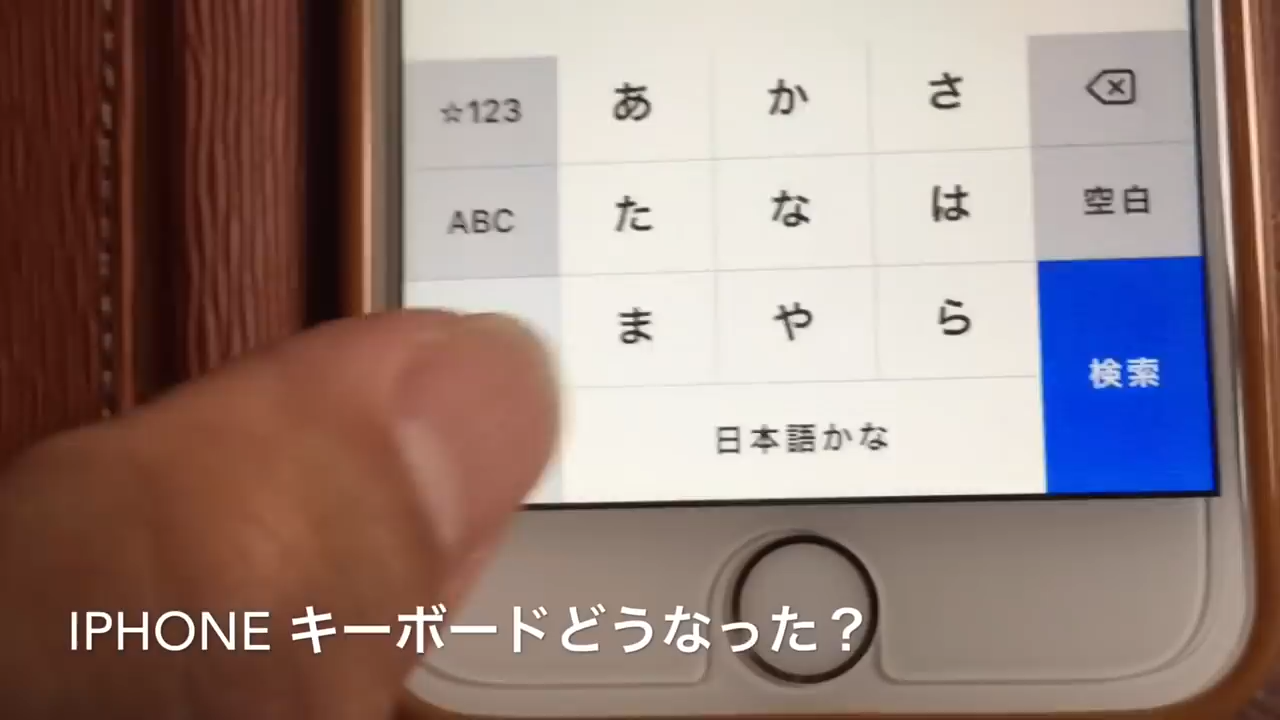 ☆123 あ か さ
ABC た な は 空白
ま や ら
検索
日本語かな
IPHONE キーボードどうなった？